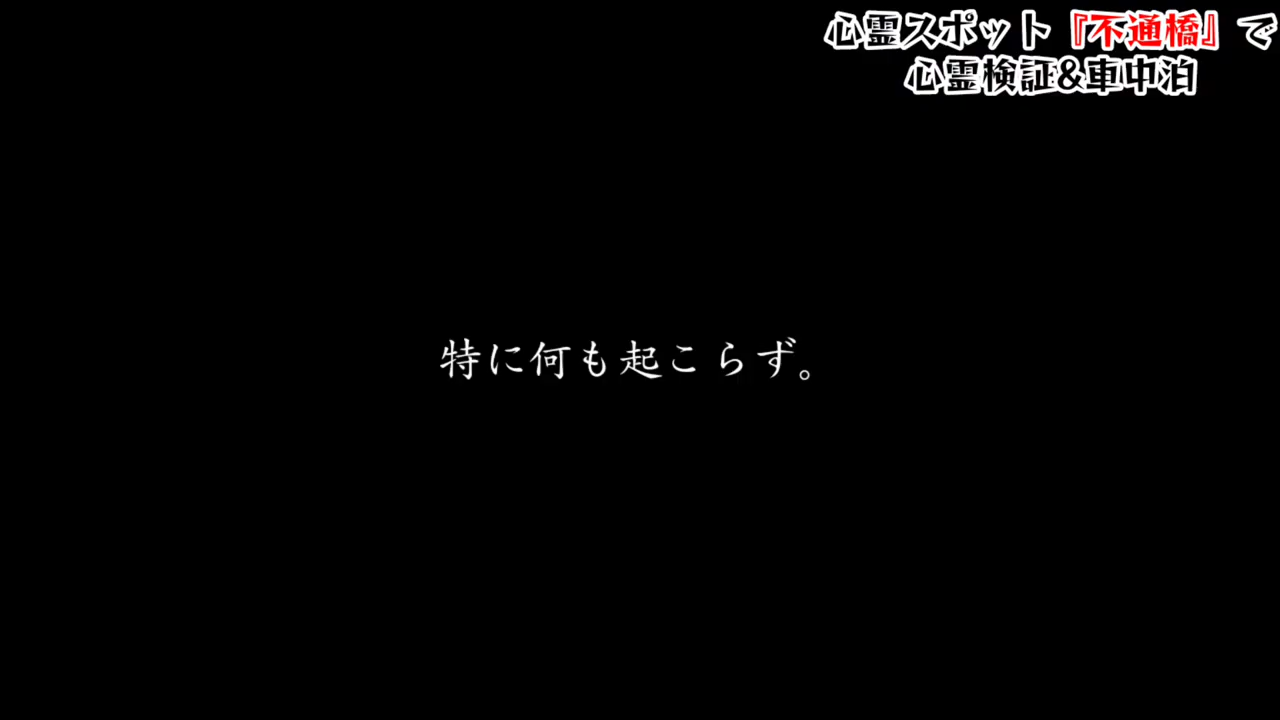 心霊スポット『不通橋』で
心霊検証&車中泊
特に何も起こらず。